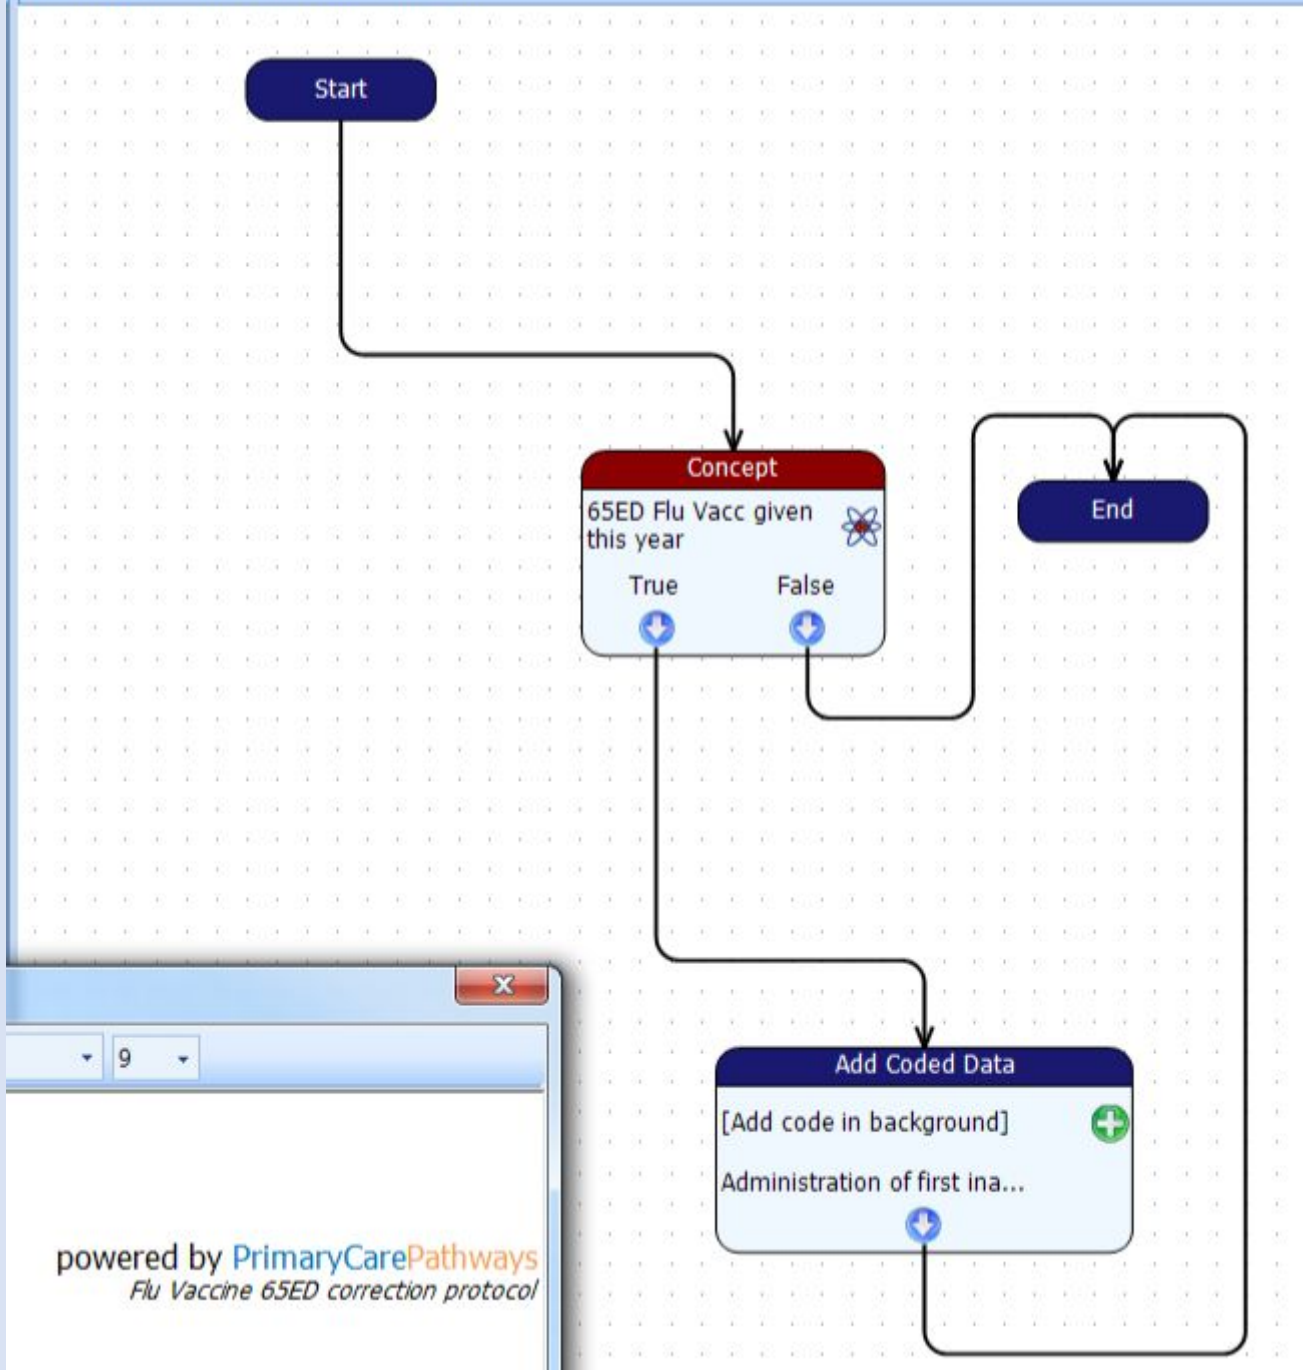 Start
Concept
65ED Flu Vacc given
this year
True False
End
Add Coded Data
[Add code in background]
Administration of first ina...
9
powered by PrimaryCarePathways
Flu Vaccine 65ED correction protocol